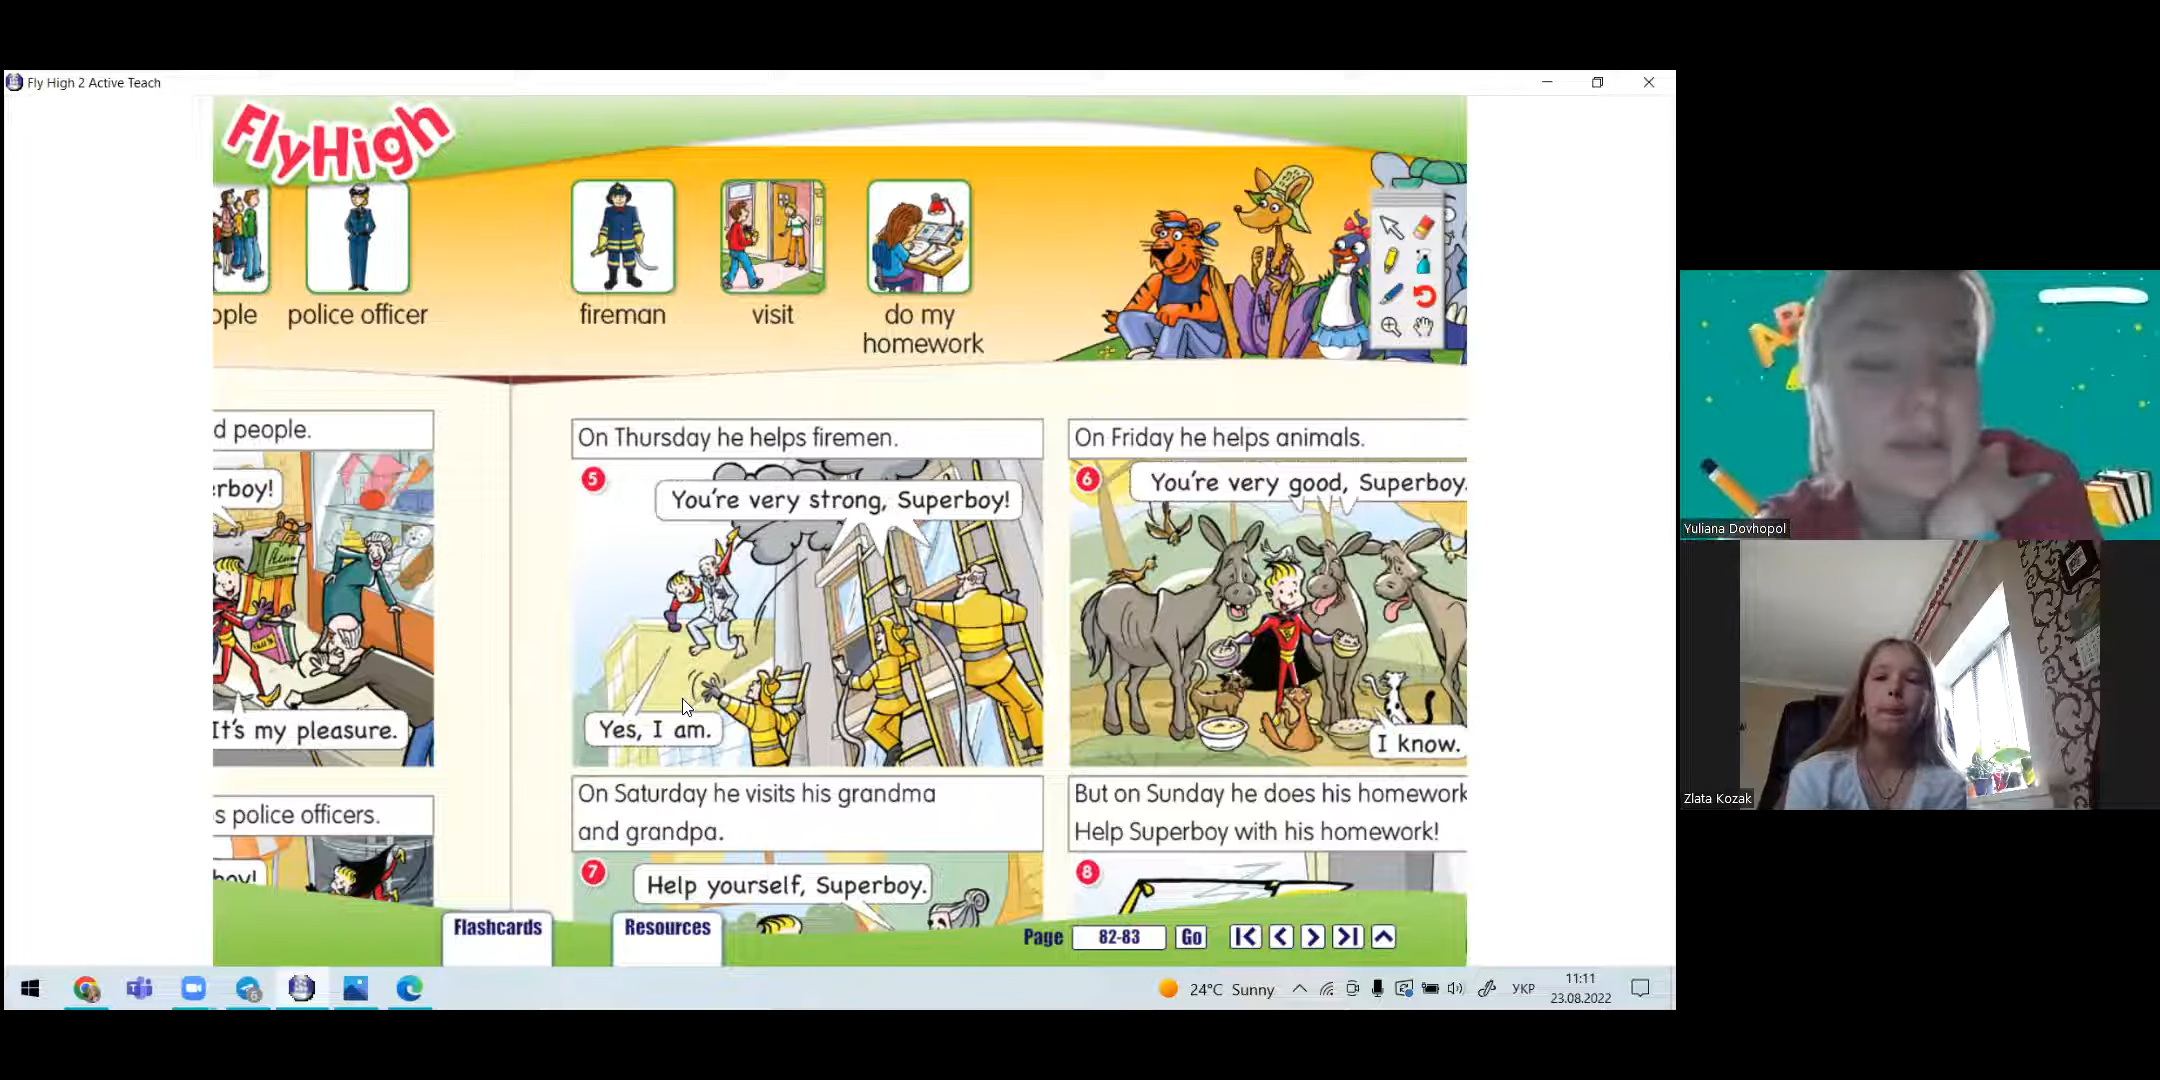 Fly High 2 Active Teach
FlyHigh
ople
police officer
fireman
visit
do my
homework
d people.
rboy!
It's my pleasure.
s police officers.
boy!
On Thursday he helps firemen.
5
You're very strong, Superboy!
Yes, I am.
On Friday he helps animals.
6
You're very good, Superboy.
I know.
On Saturday he visits his grandma
and grandpa.
7
Help yourself, Superboy.
But on Sunday he does his homework
Help Superboy with his homework!
8
Flashcards
Resources
Page
82-83
Go
24°C Sunny
УКР
11:11
23.08.2022
Yuliana Dovhopol
Zlata Kozak